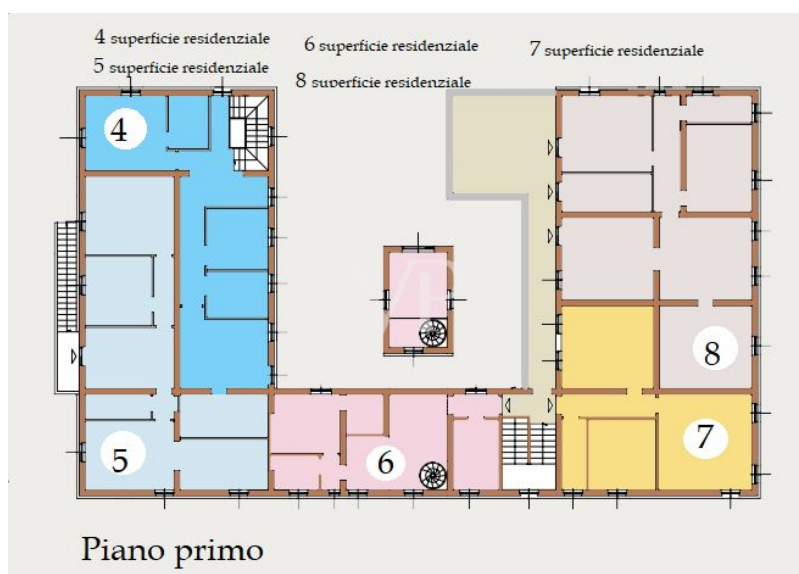 4 superficie residenziale
5 superficie residenziale
6 superficie residenziale
8 superficie residenziale
7 superficie residenziale
4
5
6
8
7
Piano primo